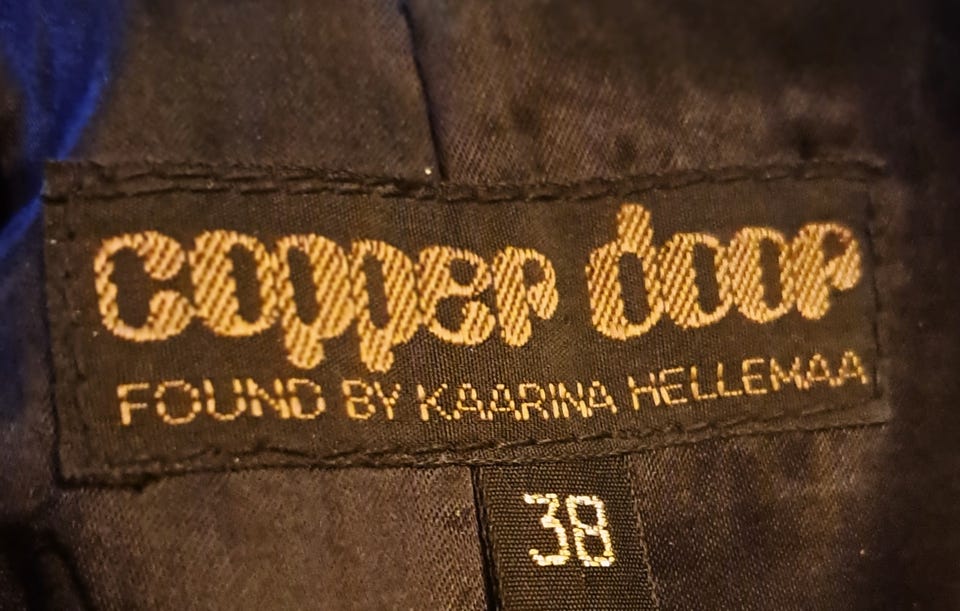 copper door
FOUND BY KAARINA HELLEMAA
38